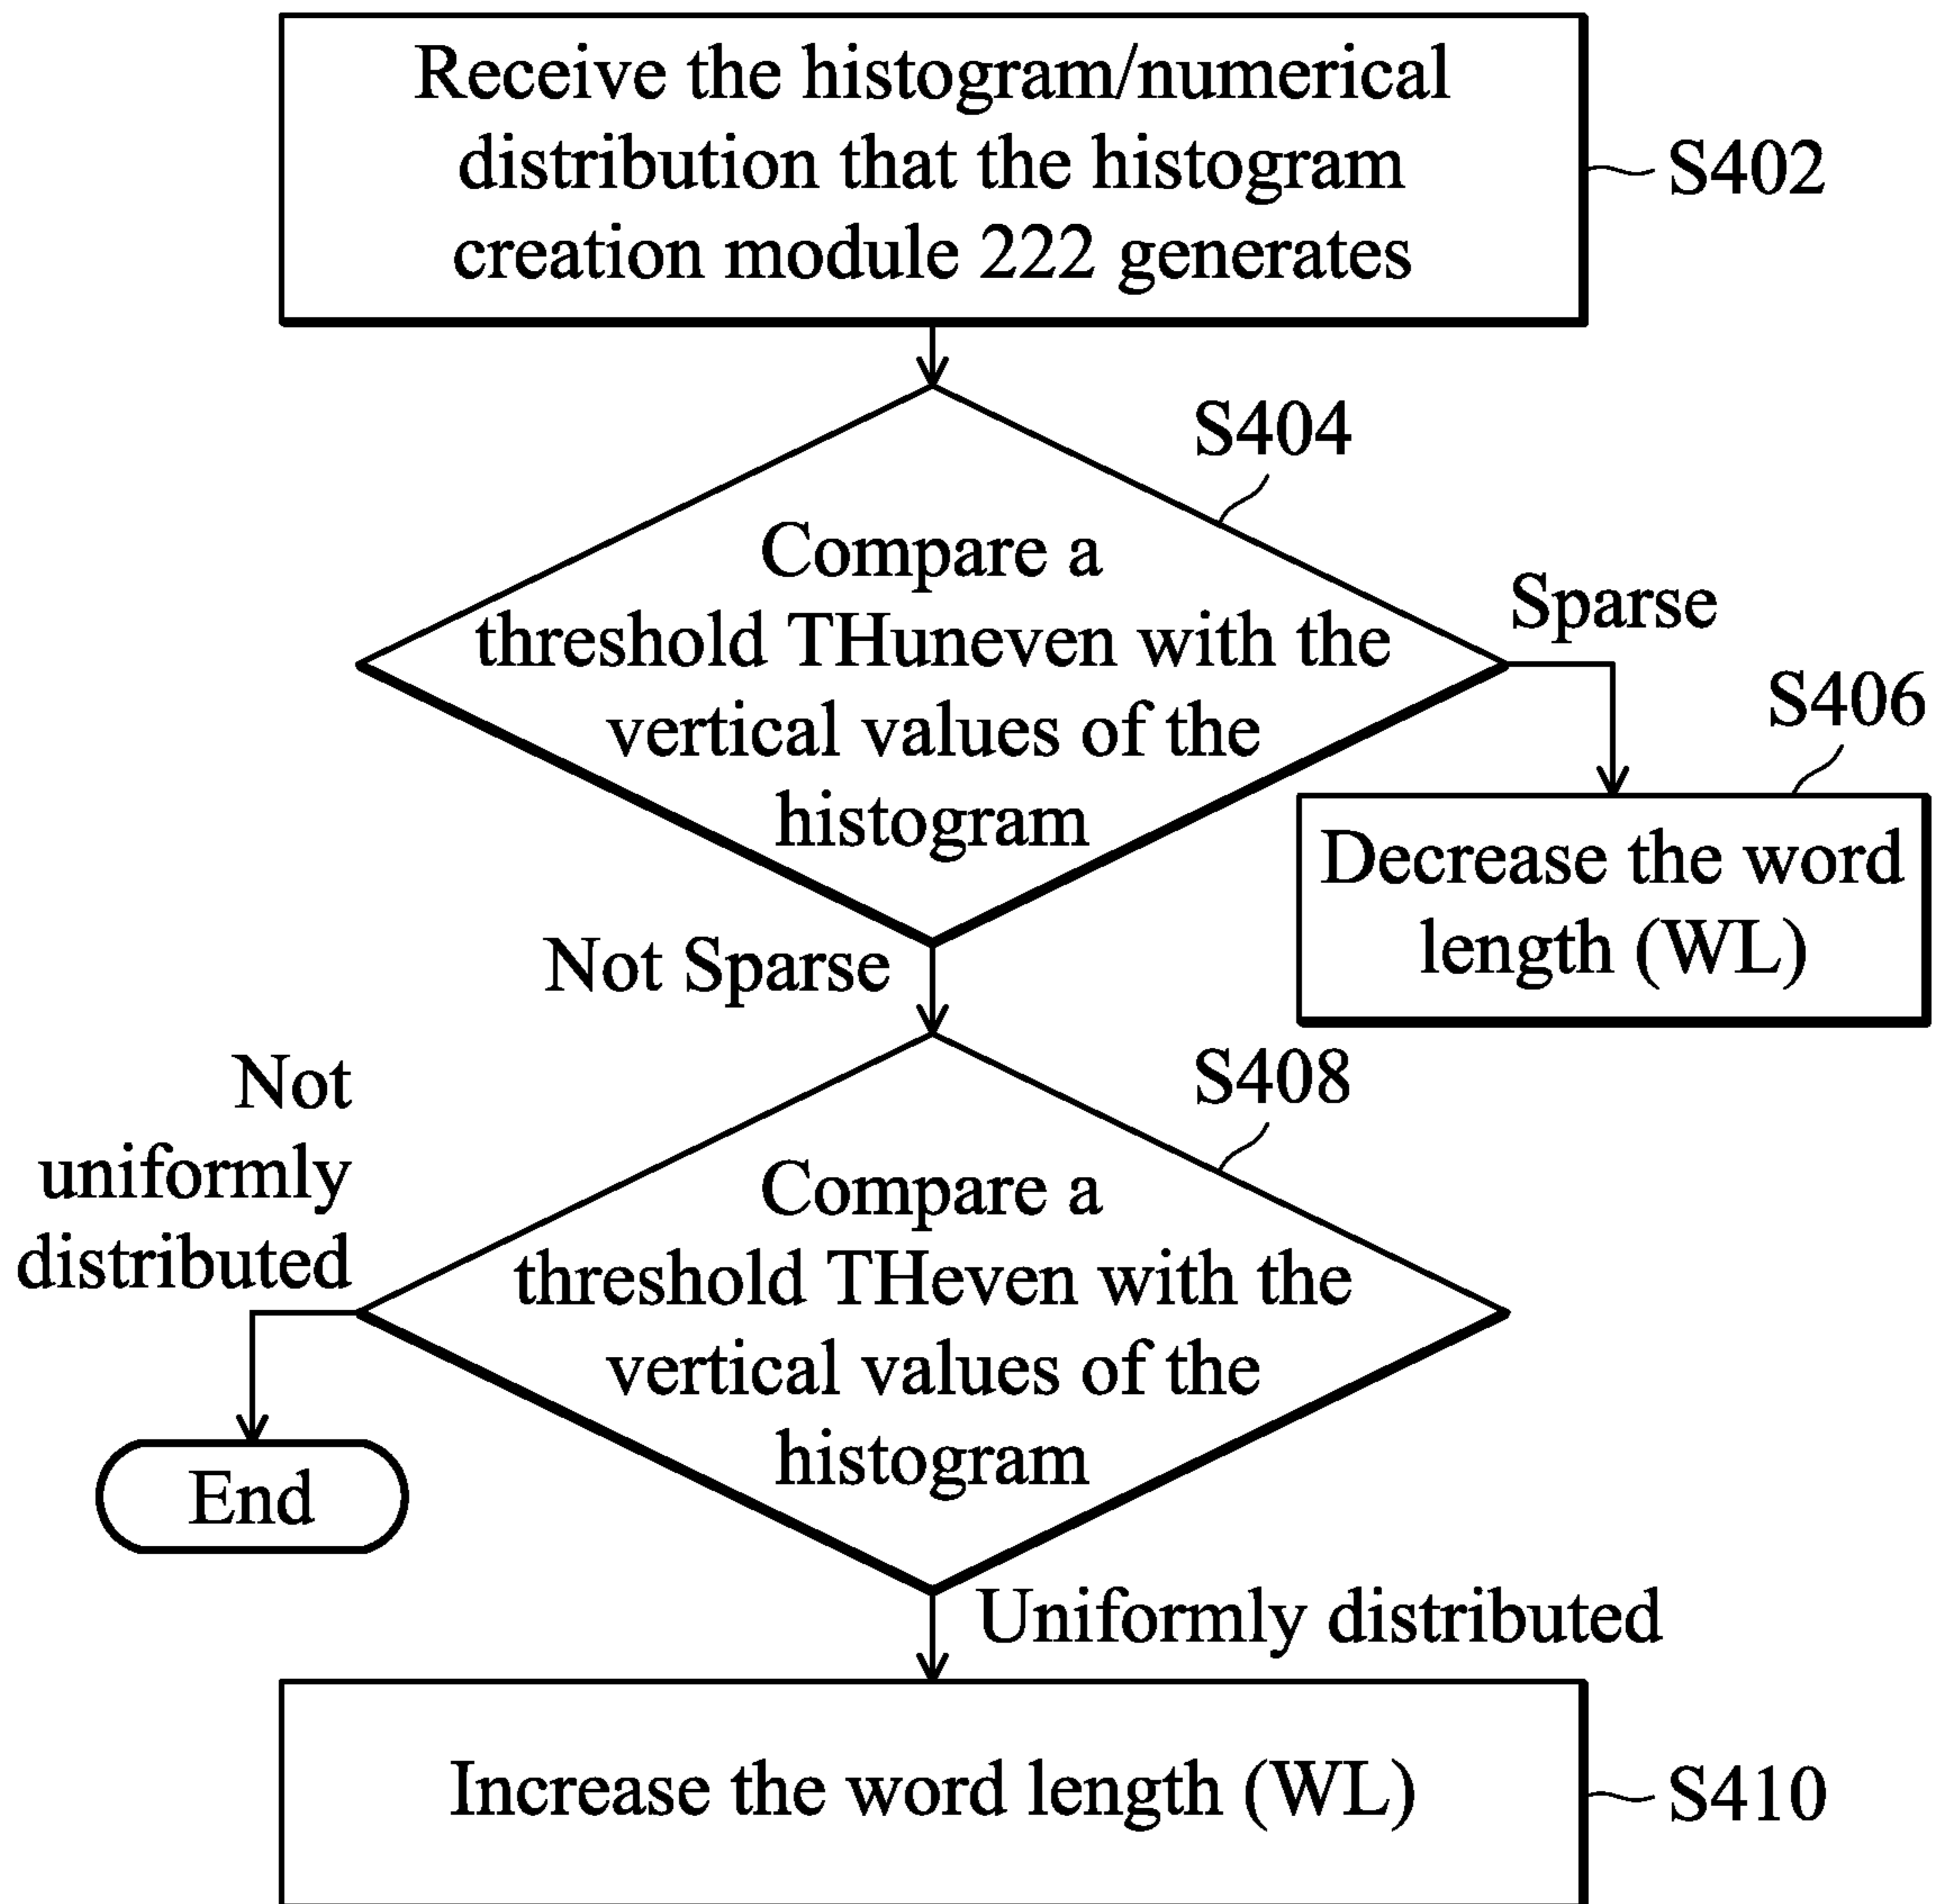 Receive the histogram/numerical
distribution that the histogram
creation module 222 generates
S402
S404
Compare a
threshold THuneven with the
vertical values of the
histogram
Sparse
S406
Decrease the word
length (WL)
Not Sparse
S408
Compare a
threshold THeven with the
vertical values of the
histogram
Not
uniformly
distributed
End
Uniformly distributed
Increase the word length (WL)
S410